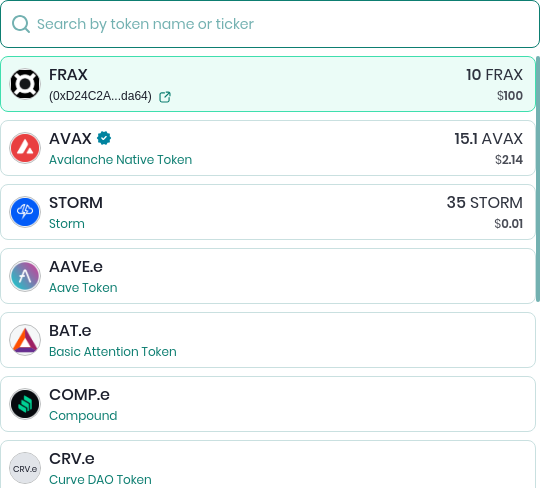 Search by token name or ticker
FRAX 10 FRAX
(0xD24C2A...da64) $100
AVAX 15.1 AVAX
Avalanche Native Token $2.14
STORM 35 STORM
Storm $0.01
AAVE.e
Aave Token
BAT.e
Basic Attention Token
COMP.e
Compound
CRV.e CRV.e
Curve DAO Token